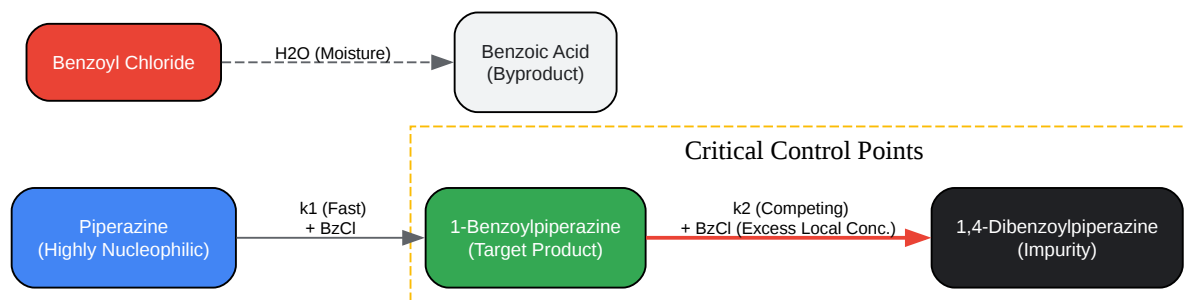 Benzoyl Chloride
H2O (Moisture)
Benzoic Acid
(Byproduct)
Critical Control Points
Piperazine
(Highly Nucleophilic)
k1 (Fast)
+ BzCl
1-Benzoylpiperazine
(Target Product)
k2 (Competing)
+ BzCl (Excess Local Conc.)
1,4-Dibenzoylpiperazine
(Impurity)